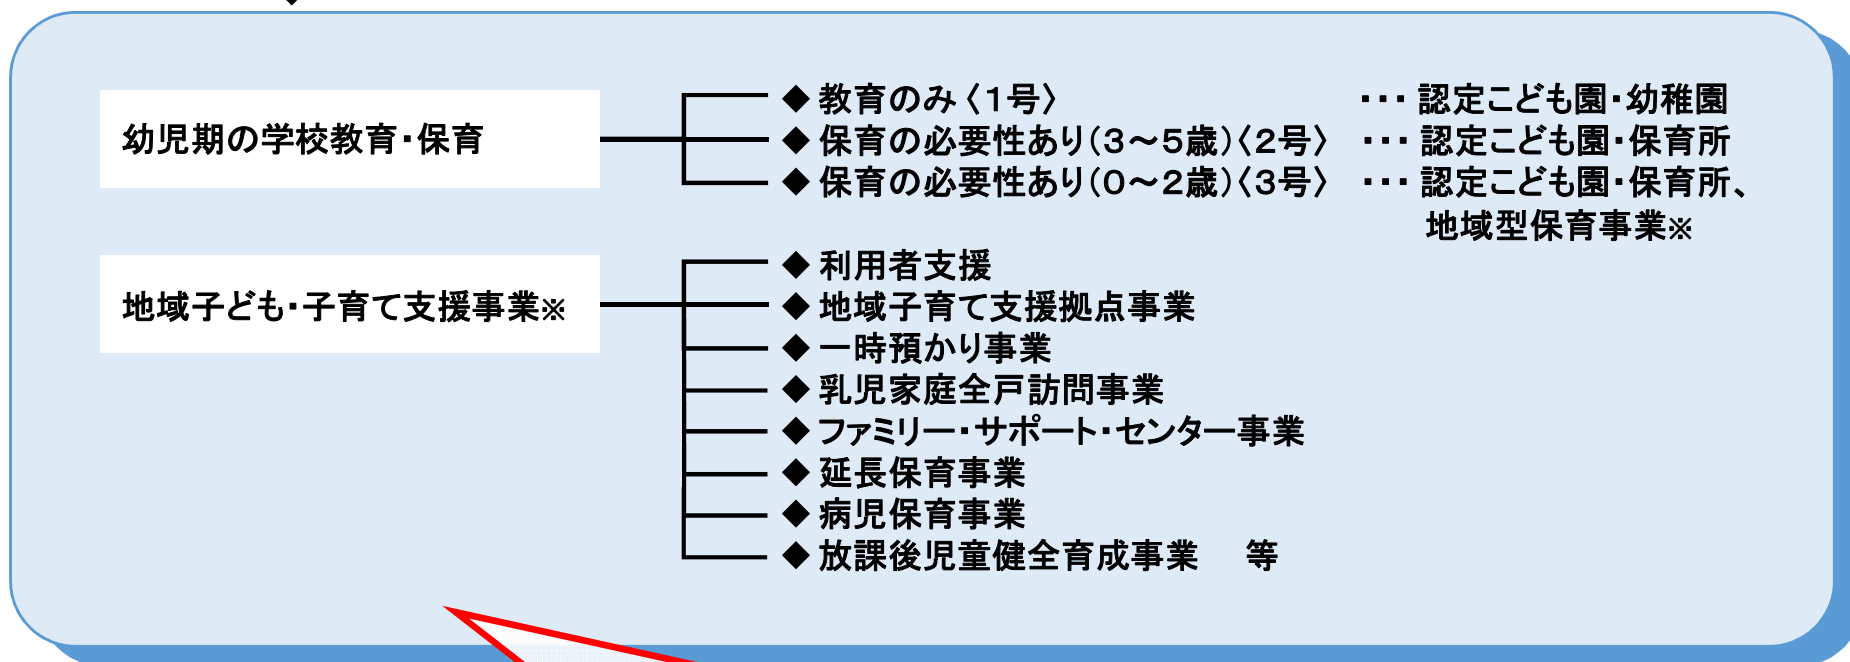 幼児期の学校教育・保育
◆ 教育のみ〈１号〉 ･･･ 認定こども園・幼稚園
◆ 保育の必要性あり(３～５歳)〈２号〉 ･･･ 認定こども園・保育所
◆ 保育の必要性あり(０～２歳)〈３号〉 ･･･ 認定こども園・保育所、
地域型保育事業※
地域子ども・子育て支援事業※
◆ 利用者支援
◆ 地域子育て支援拠点事業
◆ 一時預かり事業
◆ 乳児家庭全戸訪問事業
◆ ファミリー・サポート・センター事業
◆ 延長保育事業
◆ 病児保育事業
◆ 放課後児童健全育成事業 等